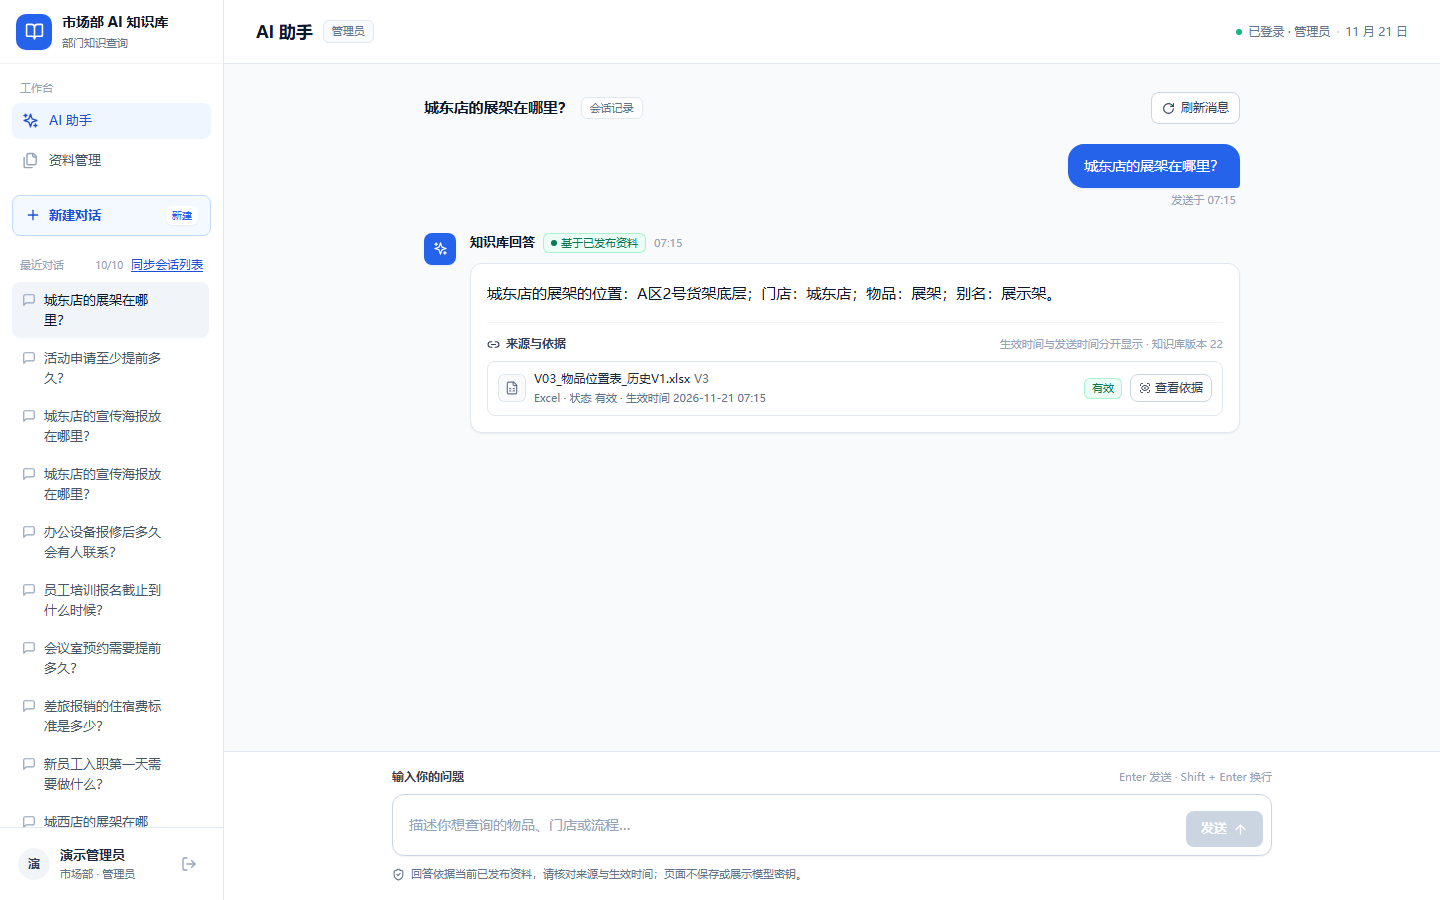 市场部 AI 知识库
部门知识查询
工作台
AI 助手
资料管理
新建对话 新建
最近对话 10/10 同步会话列表
城东店的展架在哪
里？
活动申请至少提前多
久？
城东店的宣传海报放
在哪里？
城东店的宣传海报放
在哪里？
办公设备报修后多久
会有人联系？
员工培训报名截止到
什么时候？
会议室预约需要提前
多久？
差旅报销的住宿费标
准是多少？
新员工入职第一天需
要做什么？
城西店的展架在哪
演 演示管理员
市场部 · 管理员
AI 助手 管理员
已登录 · 管理员 · 11 月 21 日
城东店的展架在哪里？ 会话记录
刷新消息
城东店的展架在哪里？
发送于 07:15
知识库回答 基于已发布资料 07:15
城东店的展架的位置：A区2号货架底层；门店：城东店；物品：展架；别名：展示架。
来源与依据 生效时间与发送时间分开显示 · 知识库版本 22
V03_物品位置表_历史V1.xlsx V3
Excel · 状态 有效 · 生效时间 2026-11-21 07:15
有效 查看依据
输入你的问题 Enter 发送 · Shift + Enter 换行
描述你想查询的物品、门店或流程...
发送
回答依据当前已发布资料，请核对来源与生效时间；页面不保存或展示模型密钥。